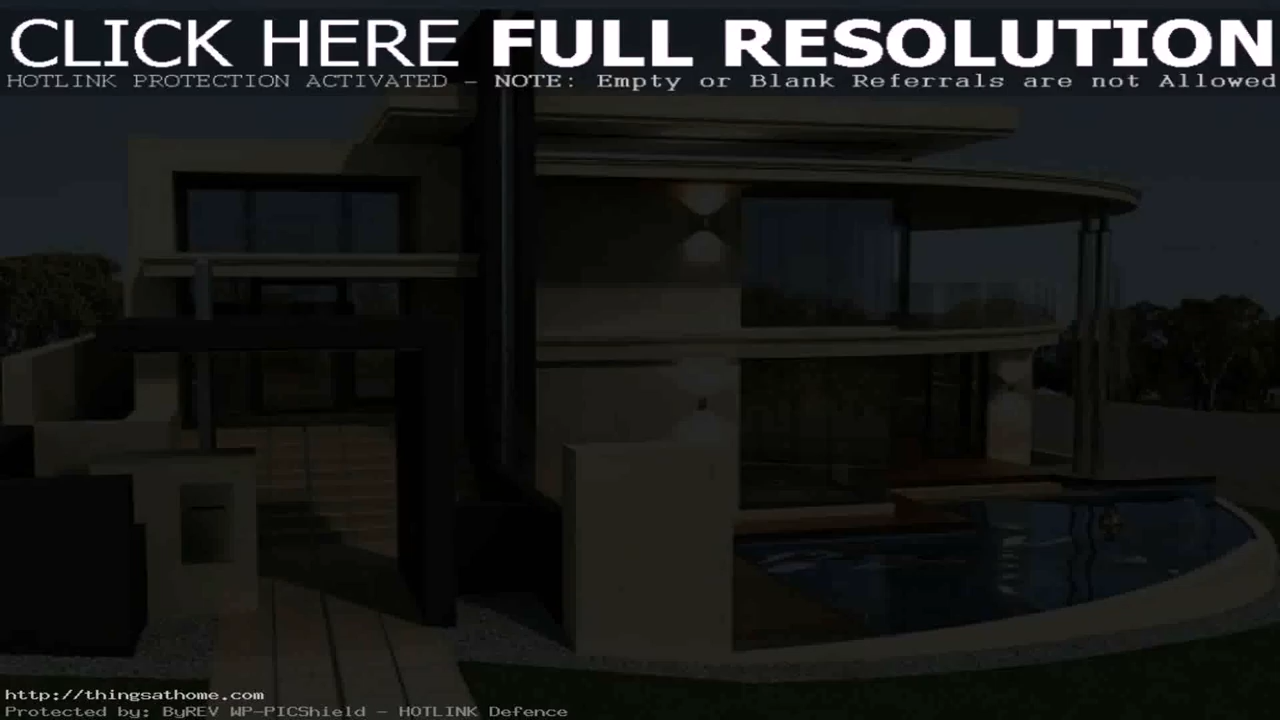 CLICK HERE FULL RESOLUTION
HOTLINK PROTECTION ACTIVATED - NOTE: Empty or Blank Referrals are not Allowed
http://thingsathome.com
Protected by: ByREV WP-PICShield - HOTLINK Defence